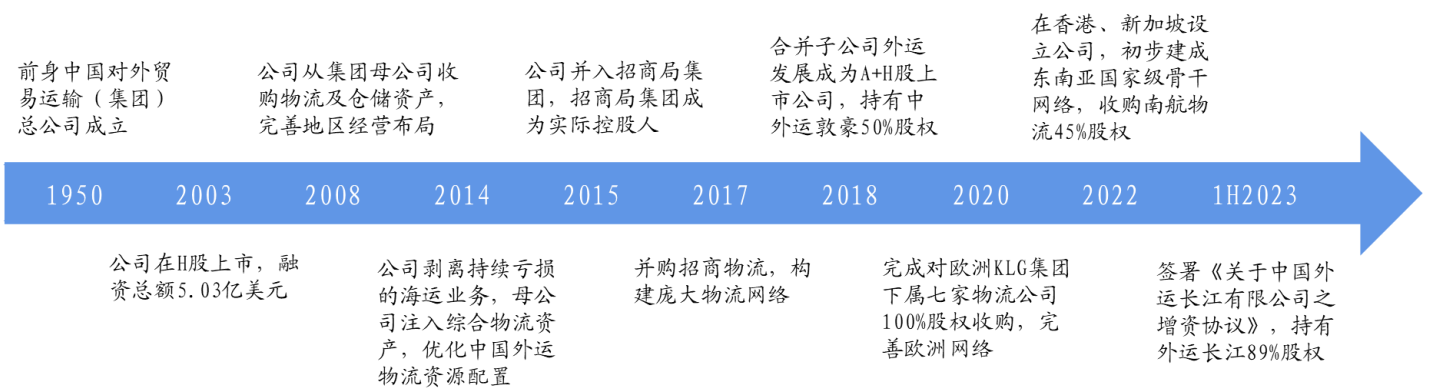 前身中国对外贸
易运输（集团）
总公司成立
公司从集团母公司收
购物流及仓储资产，
完善地区经营布局
公司并入招商局集
团，招商局集团成
为实际控股人
合并子公司外运
发展成为A+H股上
市公司，持有中
外运敦豪50%股权
在香港、新加坡设
立公司，初步建成
东南亚国家级骨干
网络，收购南航物
流45%股权
1950 2003 2008 2014 2015 2017 2018 2020 2022 1H2023
公司在H股上市，融
资总额5.03亿美元
公司剥离持续亏损
的海运业务，母公
司注入综合物流资
产，优化中国外运
物流资源配置
并购招商物流，构
建庞大物流网络
完成对欧洲KLG集团
下属七家物流公司
100%股权收购，完
善欧洲网络
签署《关于中国外
运长江有限公司之
增资协议》，持有
外运长江89%股权